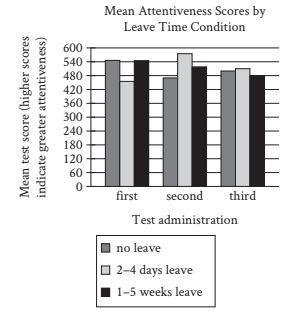 Mean Attentiveness Scores by
Leave Time Condition
Mean test score (higher scores
indicate greater attentiveness)
600
540
480
420
360
300
240
180
120
60
0
first second third
Test administration
no leave
2–4 days leave
1–5 weeks leave